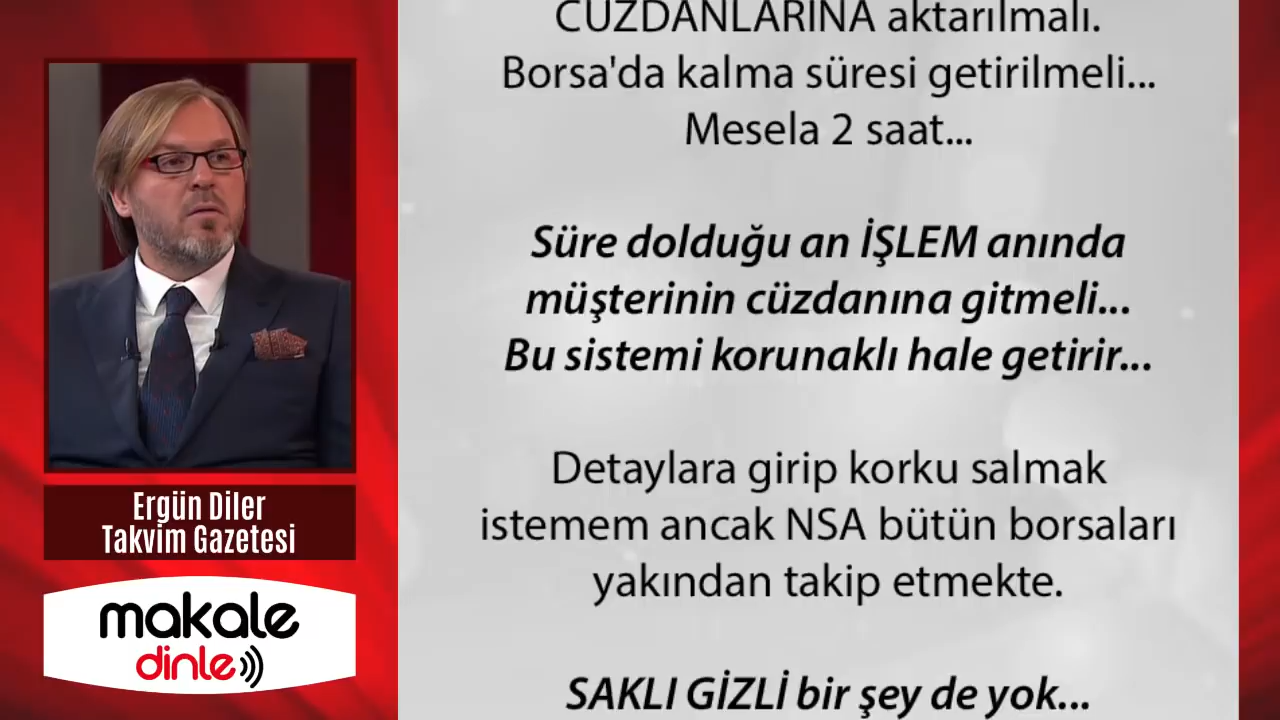 CÜZDANLARINA aktarılmalı.
Borsa'da kalma süresi getirilmeli...
Mesela 2 saat...
Süre dolduğu an İŞLEM anında
müşterinin cüzdanına gitmeli...
Bu sistemi korunaklı hale getirir...
Detaylara girip korku salmak
istemem ancak NSA bütün borsaları
yakından takip etmekte.
SAKLI GİZLİ bir şey de yok...
Ergün Diler
Takvim Gazetesi
makale
dinle